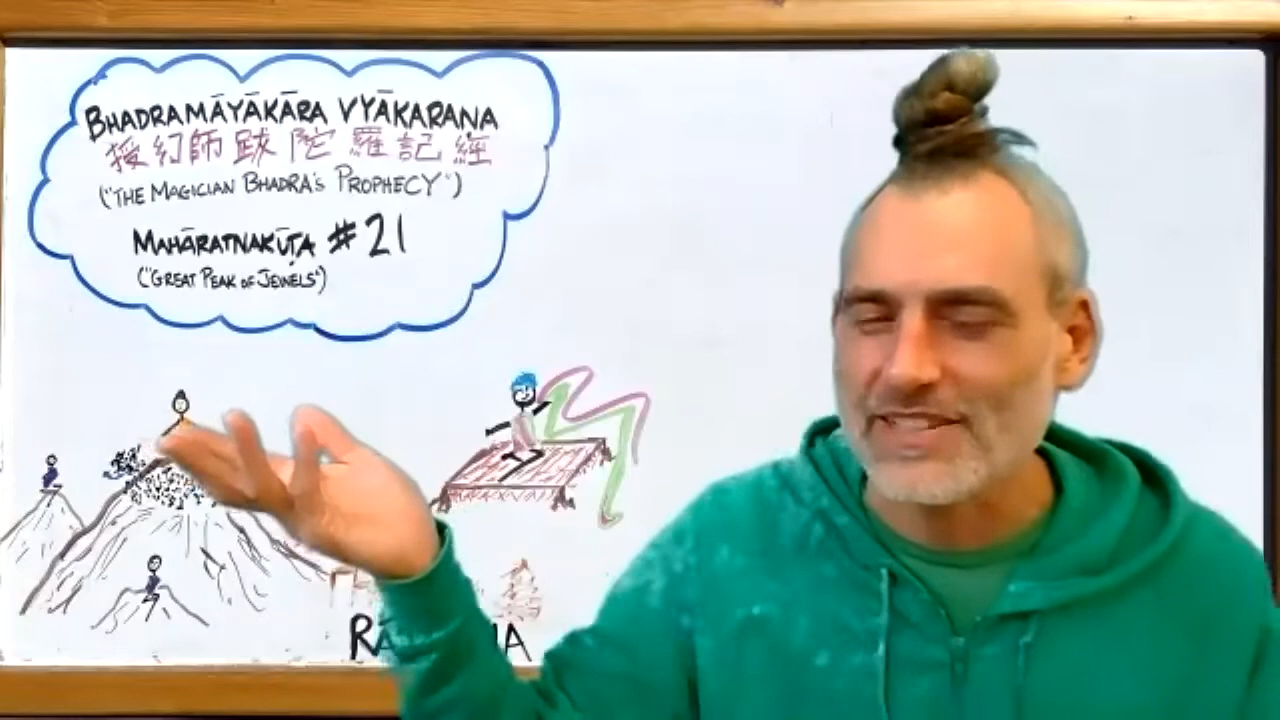 BHADRAMĀYĀKĀRA VYĀKARAṆA
授幻師跋陀羅記經
("THE MAGICIAN BHADRA'S PROPHECY")
MAHĀRATNAKŪṬA #21
("GREAT PEAK OF JEWELS")